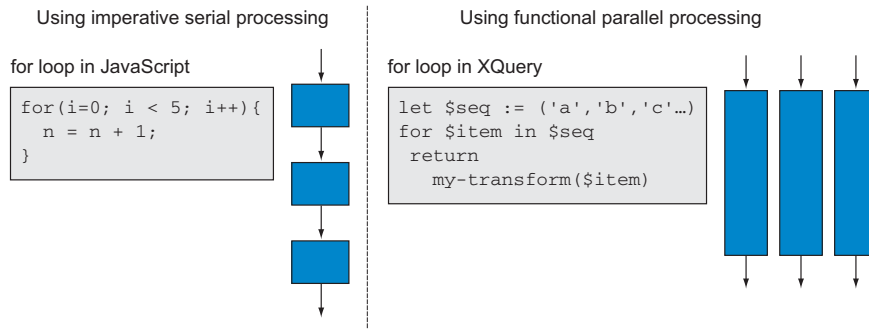 Using imperative serial processing
for loop in JavaScript
for(i=0; i < 5; i++){
n = n + 1;
}
Using functional parallel processing
for loop in XQuery
let $seq := ('a','b','c'…)
for $item in $seq
return
my-transform($item)